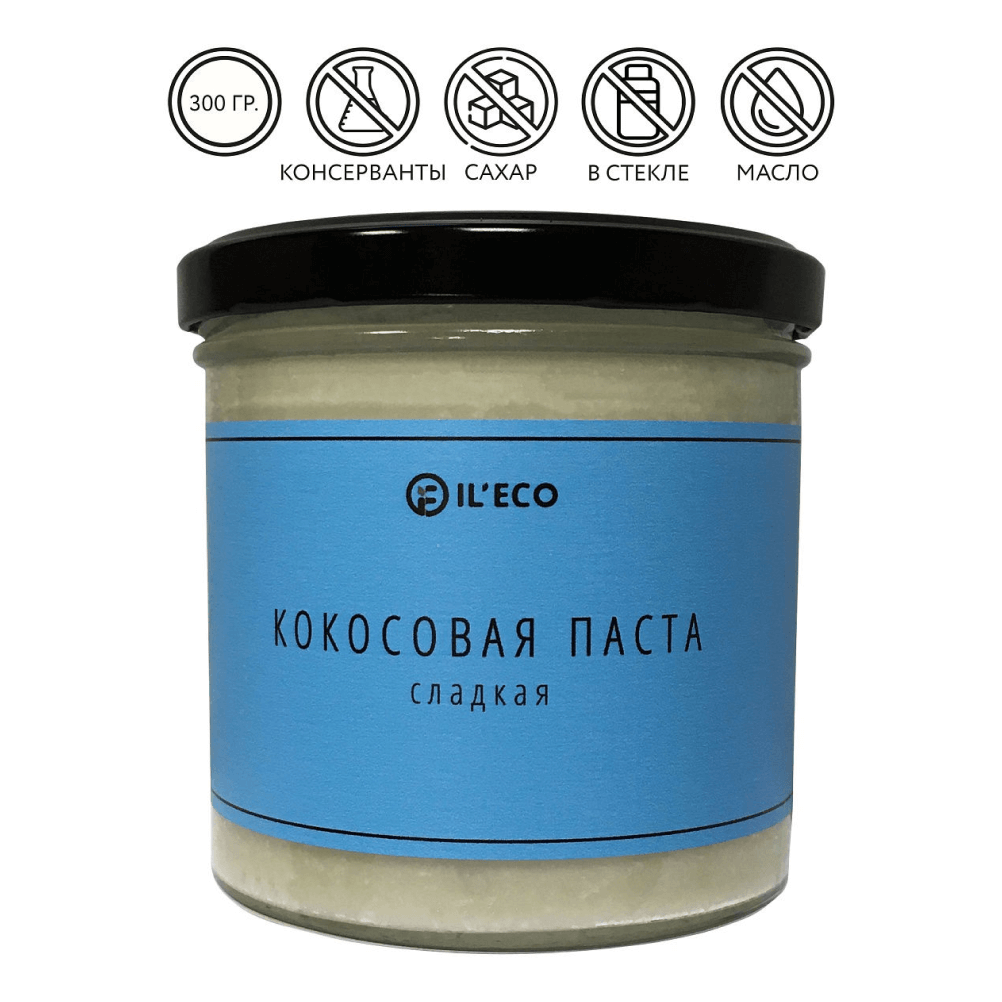 300 ГР.
КОНСЕРВАНТЫ САХАР В СТЕКЛЕ МАСЛО
IL'ECO
КОКОСОВАЯ ПАСТА
сладкая